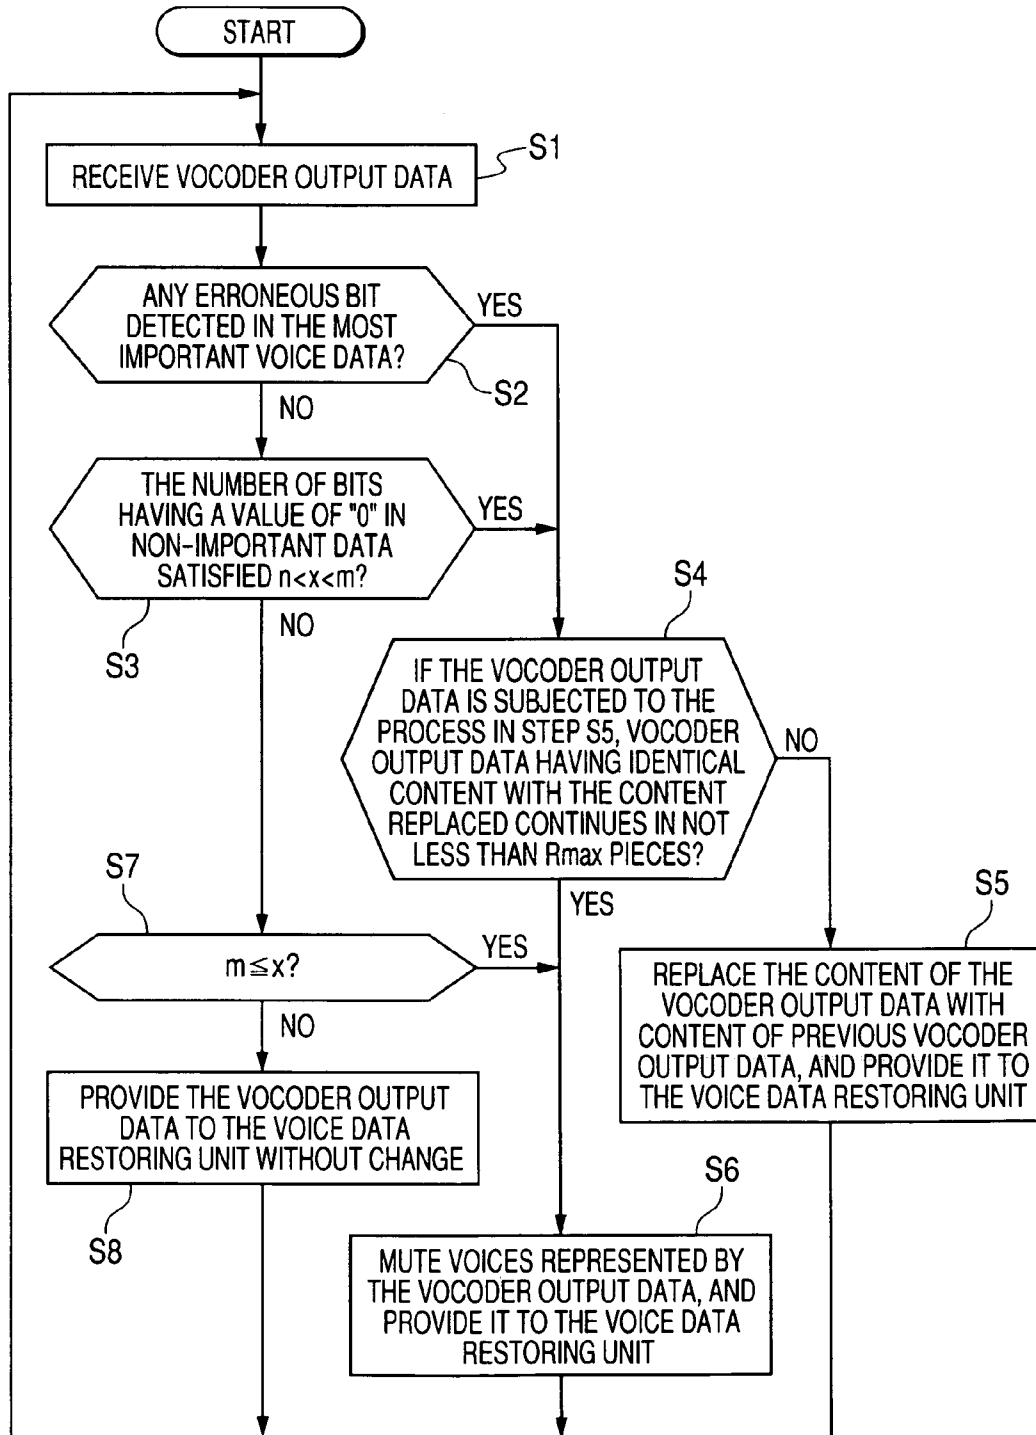 START
S1
RECEIVE VOCODER OUTPUT DATA
ANY ERRONEOUS BIT
DETECTED IN THE MOST
IMPORTANT VOICE DATA?
YES
S2
NO
THE NUMBER OF BITS
HAVING A VALUE OF "0" IN
NON-IMPORTANT DATA
SATISFIED n<x<m?
YES
S3
NO
S4
IF THE VOCODER OUTPUT
DATA IS SUBJECTED TO THE
PROCESS IN STEP S5, VOCODER
OUTPUT DATA HAVING IDENTICAL
CONTENT WITH THE CONTENT
REPLACED CONTINUES IN NOT
LESS THAN Rmax PIECES?
NO
YES
S7
m≦x?
YES
NO
S5
REPLACE THE CONTENT OF THE
VOCODER OUTPUT DATA WITH
CONTENT OF PREVIOUS VOCODER
OUTPUT DATA, AND PROVIDE IT TO
THE VOICE DATA RESTORING UNIT
PROVIDE THE VOCODER OUTPUT
DATA TO THE VOICE DATA
RESTORING UNIT WITHOUT CHANGE
S8
S6
MUTE VOICES REPRESENTED BY
THE VOCODER OUTPUT DATA, AND
PROVIDE IT TO THE VOICE DATA
RESTORING UNIT